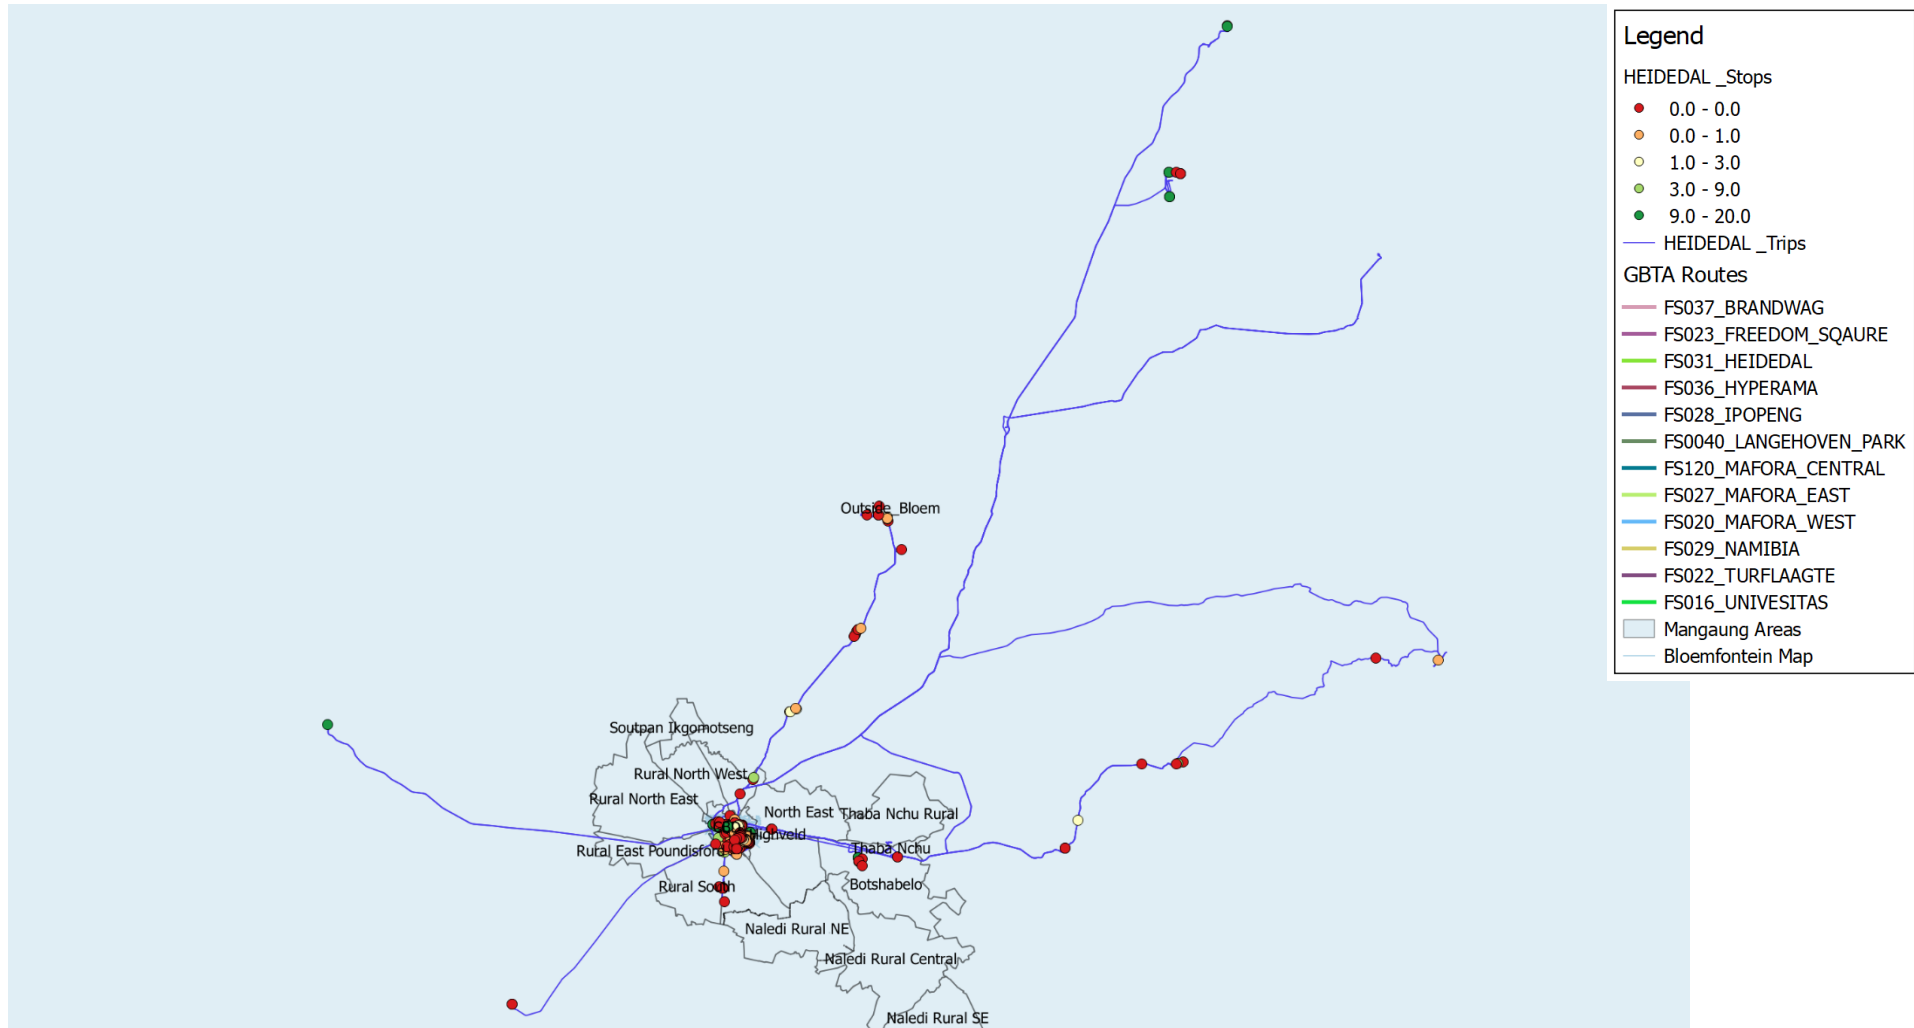 Legend
HEIDEDAL _Stops
0.0 - 0.0
0.0 - 1.0
1.0 - 3.0
3.0 - 9.0
9.0 - 20.0
HEIDEDAL _Trips
GBTA Routes
FS037_BRANDWAG
FS023_FREEDOM_SQAURE
FS031_HEIDEDAL
FS036_HYPERAMA
FS028_IPOPENG
FS0040_LANGEHOVEN_PARK
FS120_MAFORA_CENTRAL
FS027_MAFORA_EAST
FS020_MAFORA_WEST
FS029_NAMIBIA
FS022_TURFLAAGTE
FS016_UNIVESITAS
Mangaung Areas
Bloemfontein Map
Outside_Bloem
Soutpan Ikgomotseng
Rural North West
Rural North East
North East
Thaba Nchu Rural
Rural East Poundisford
Thaba Nchu
Rural South
Botshabelo
Naledi Rural NE
Naledi Rural Central
Naledi Rural SE